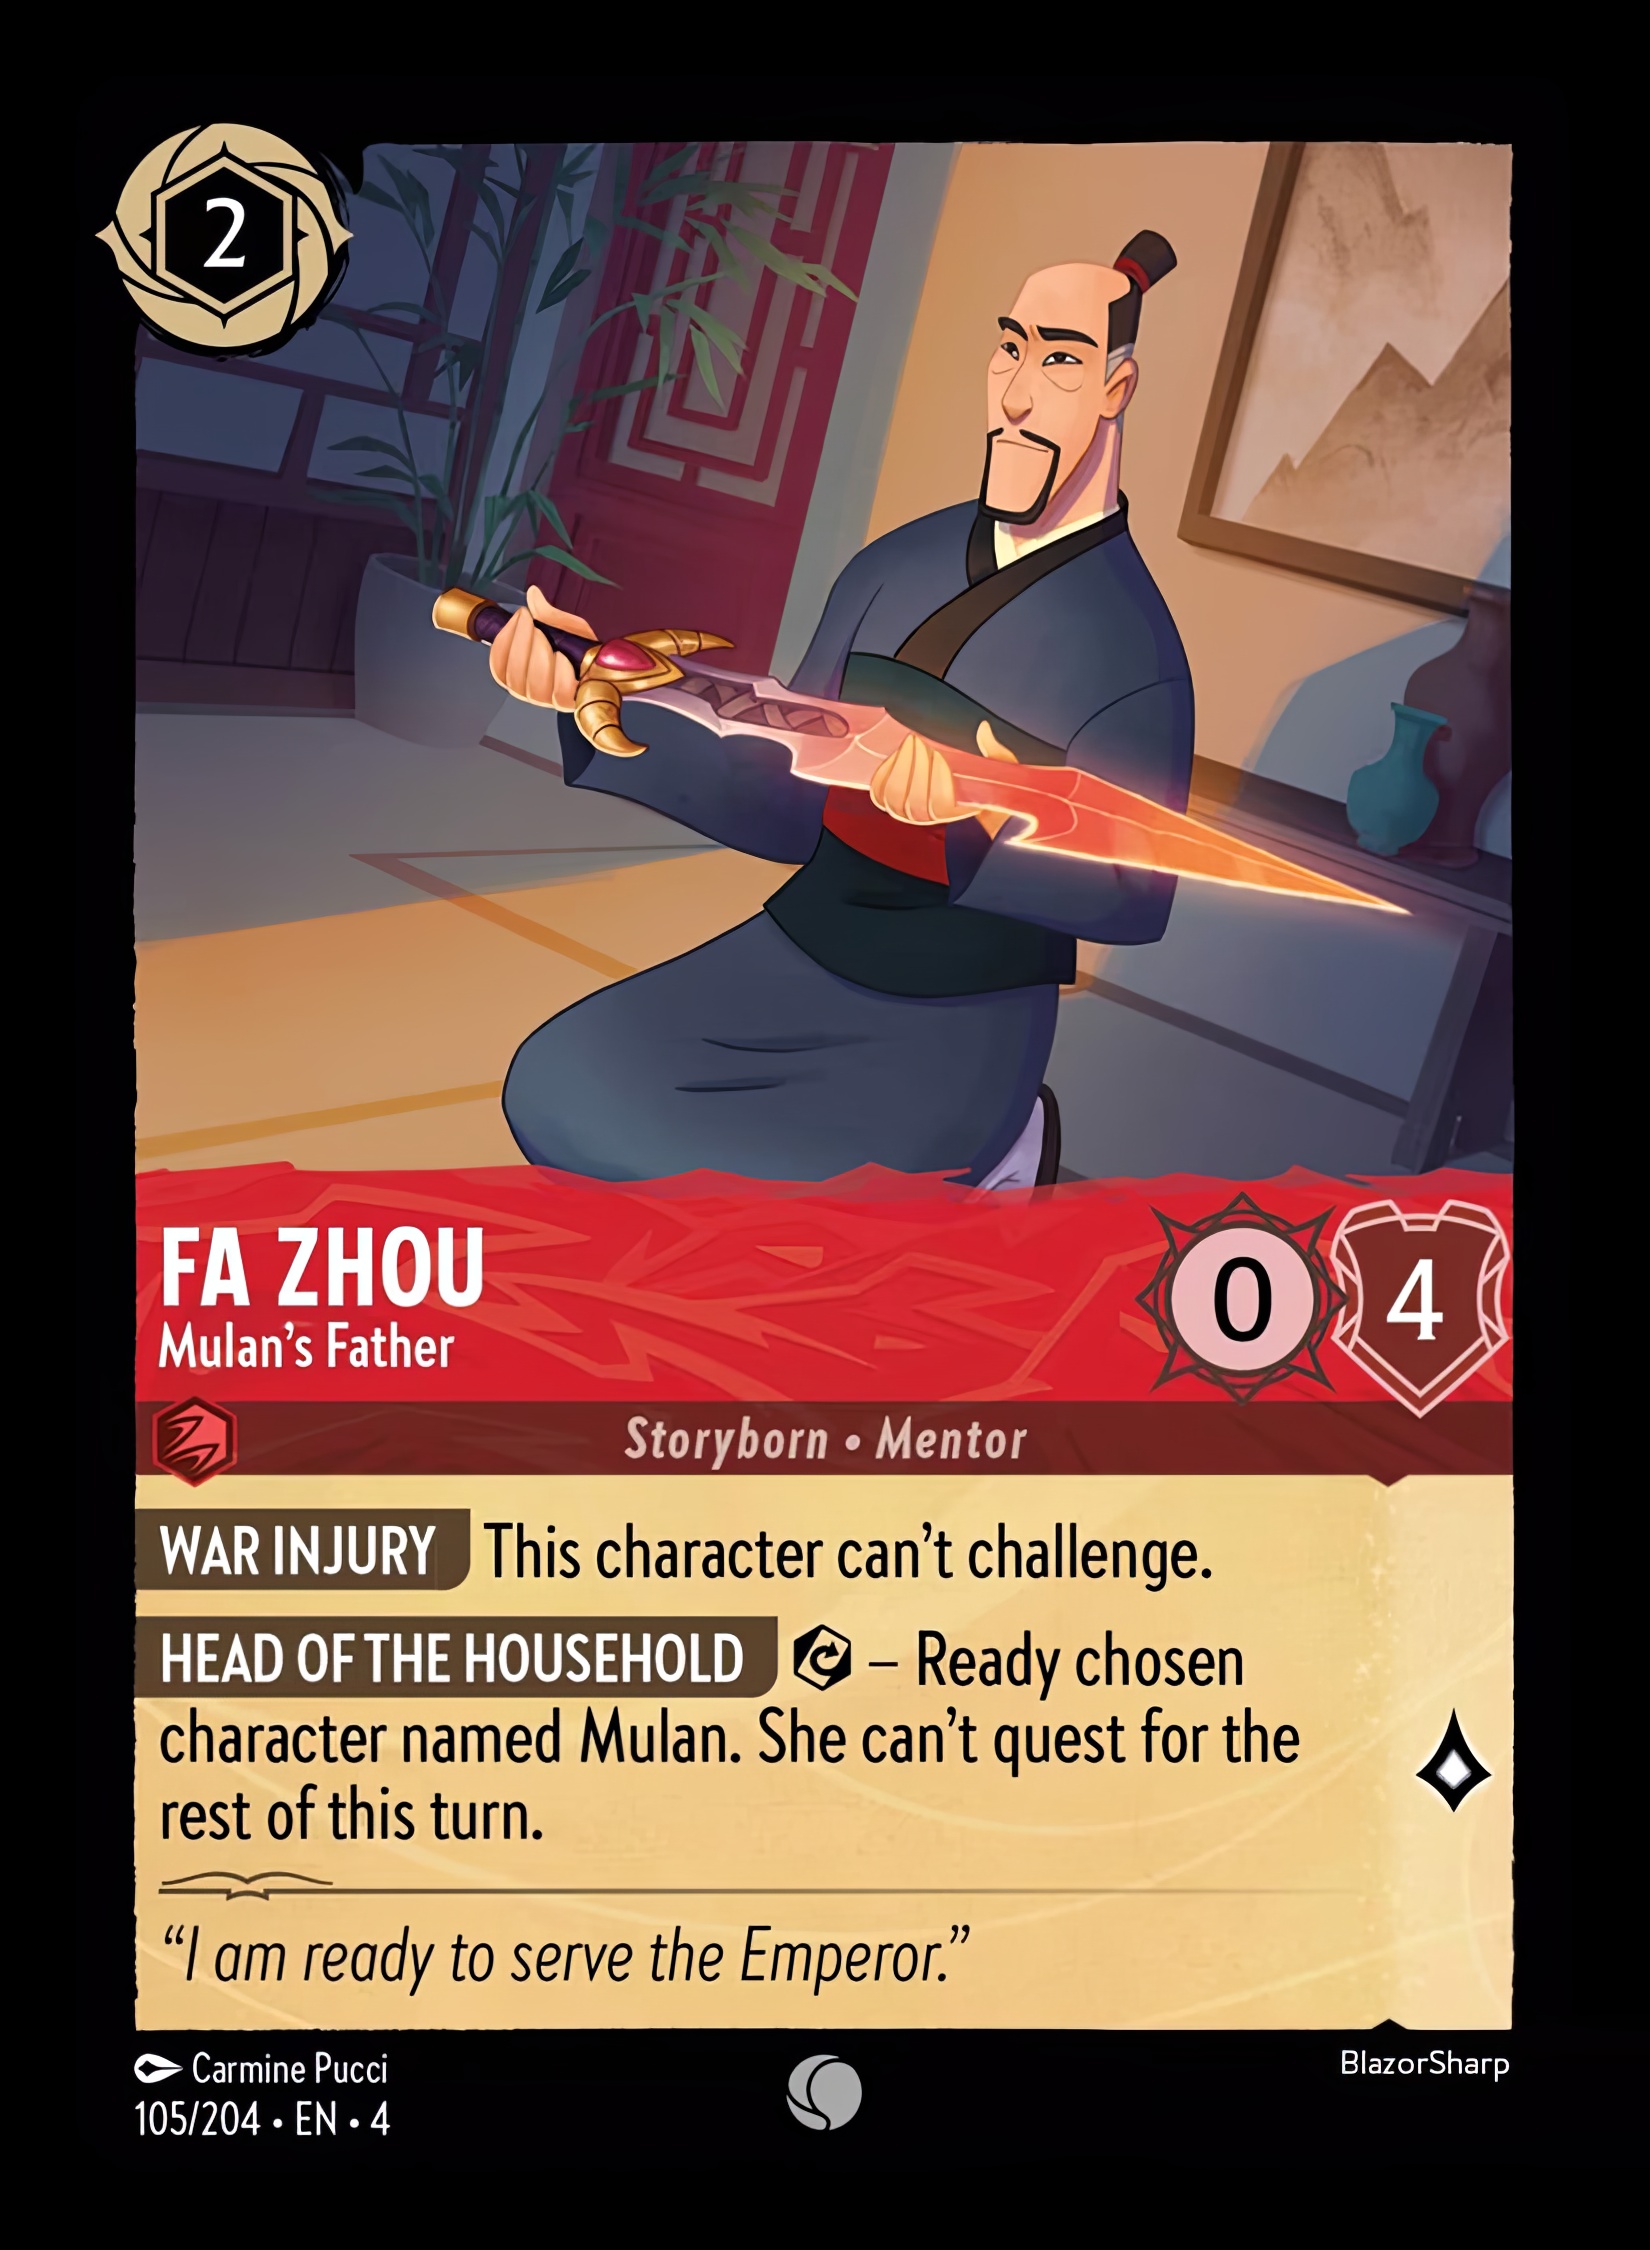 2
FA ZHOU
Mulan’s Father
0 4
Storyborn • Mentor
WAR INJURY This character can’t challenge.
HEAD OF THE HOUSEHOLD – Ready chosen
character named Mulan. She can’t quest for the
rest of this turn.
“I am ready to serve the Emperor.”
Carmine Pucci
BlazorSharp
105/204 • EN • 4